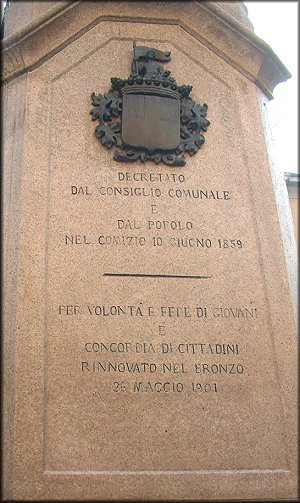 DECRETATO
DAL CONSIGLIO COMUNALE
E
DAL POPOLO
NEL COMIZIO 10 GIUGNO 1859
PER VOLONTÀ E FEDE DI GIOVANI
E
CONCORDIA DI CITTADINI
RINNOVATO NEL BRONZO
26 MAGGIO 1901